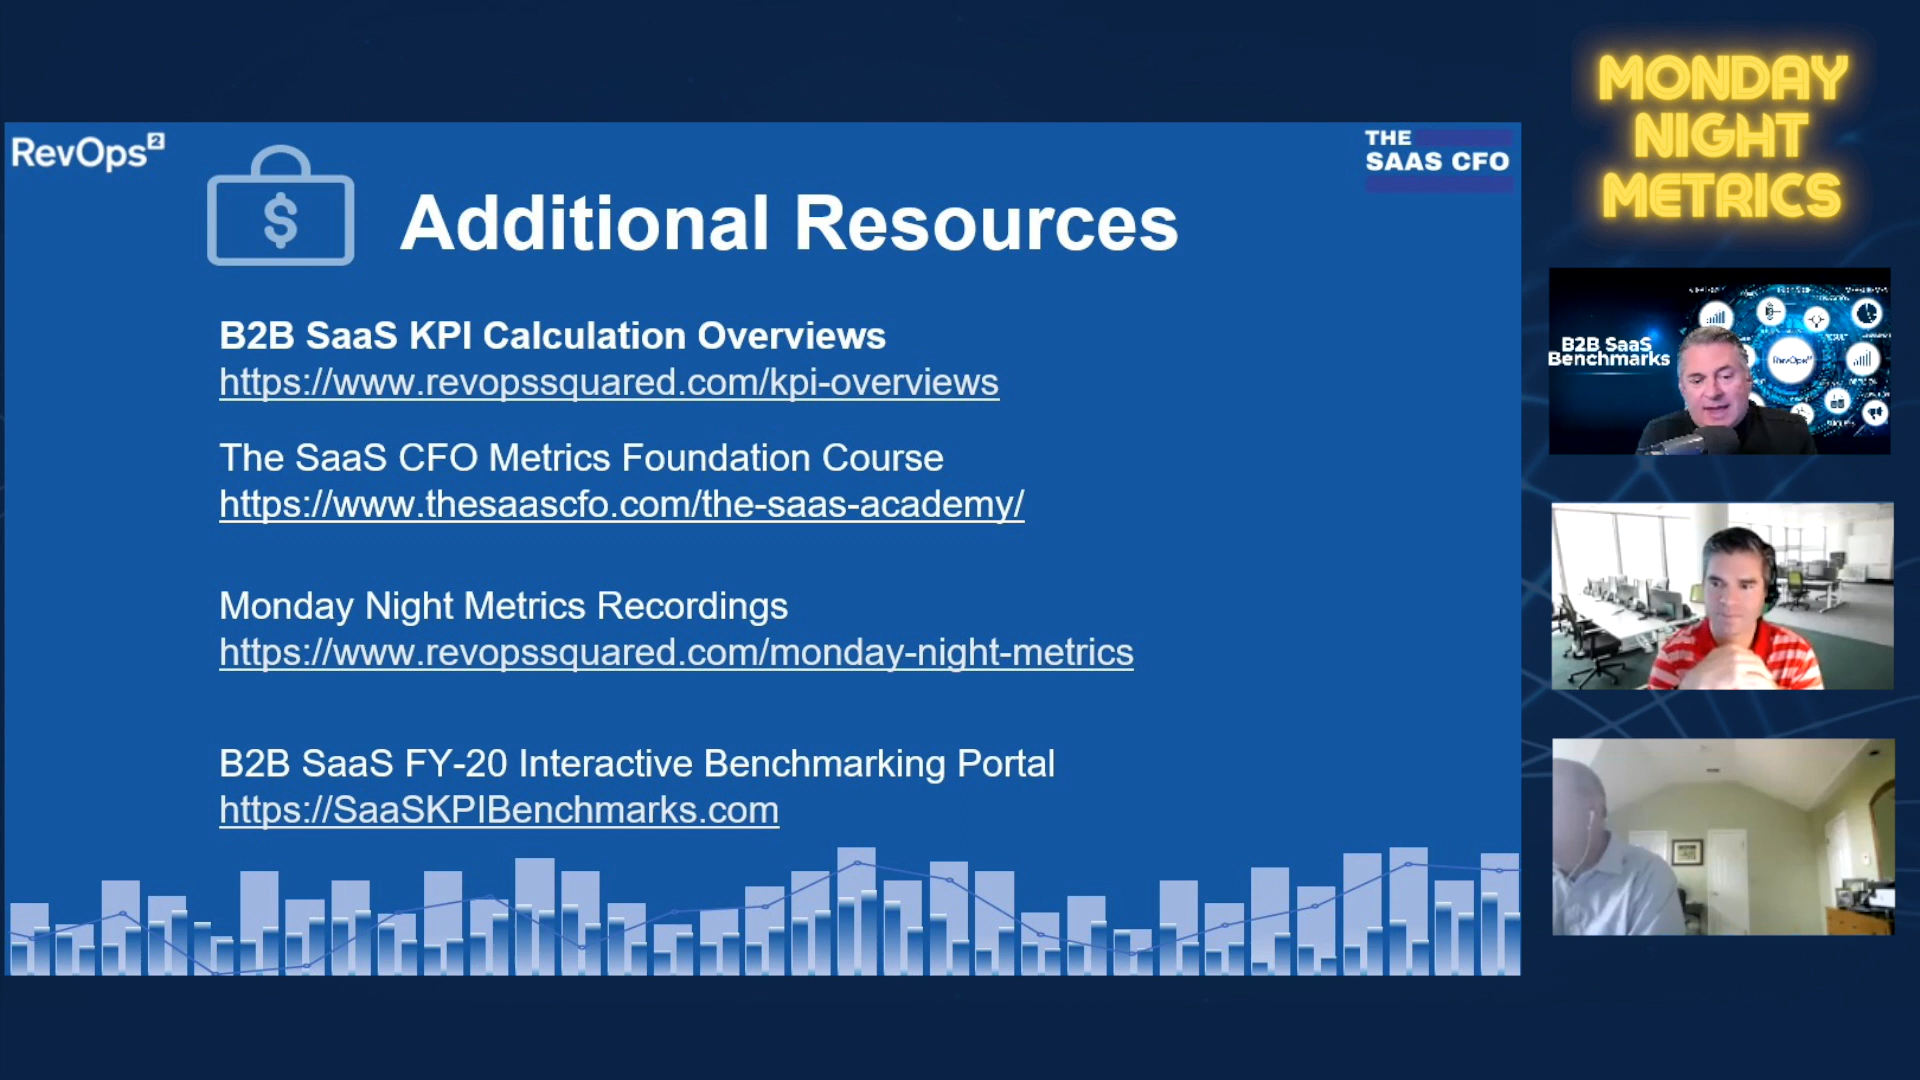 RevOps²
THE
SAAS CFO
Additional Resources
B2B SaaS KPI Calculation Overviews
https://www.revopssquared.com/kpi-overviews
The SaaS CFO Metrics Foundation Course
https://www.thesaascfo.com/the-saas-academy/
Monday Night Metrics Recordings
https://www.revopssquared.com/monday-night-metrics
B2B SaaS FY-20 Interactive Benchmarking Portal
https://SaaSKPIBenchmarks.com
MONDAY
NIGHT
METRICS
B2B SaaS
Benchmarks
RevOps²